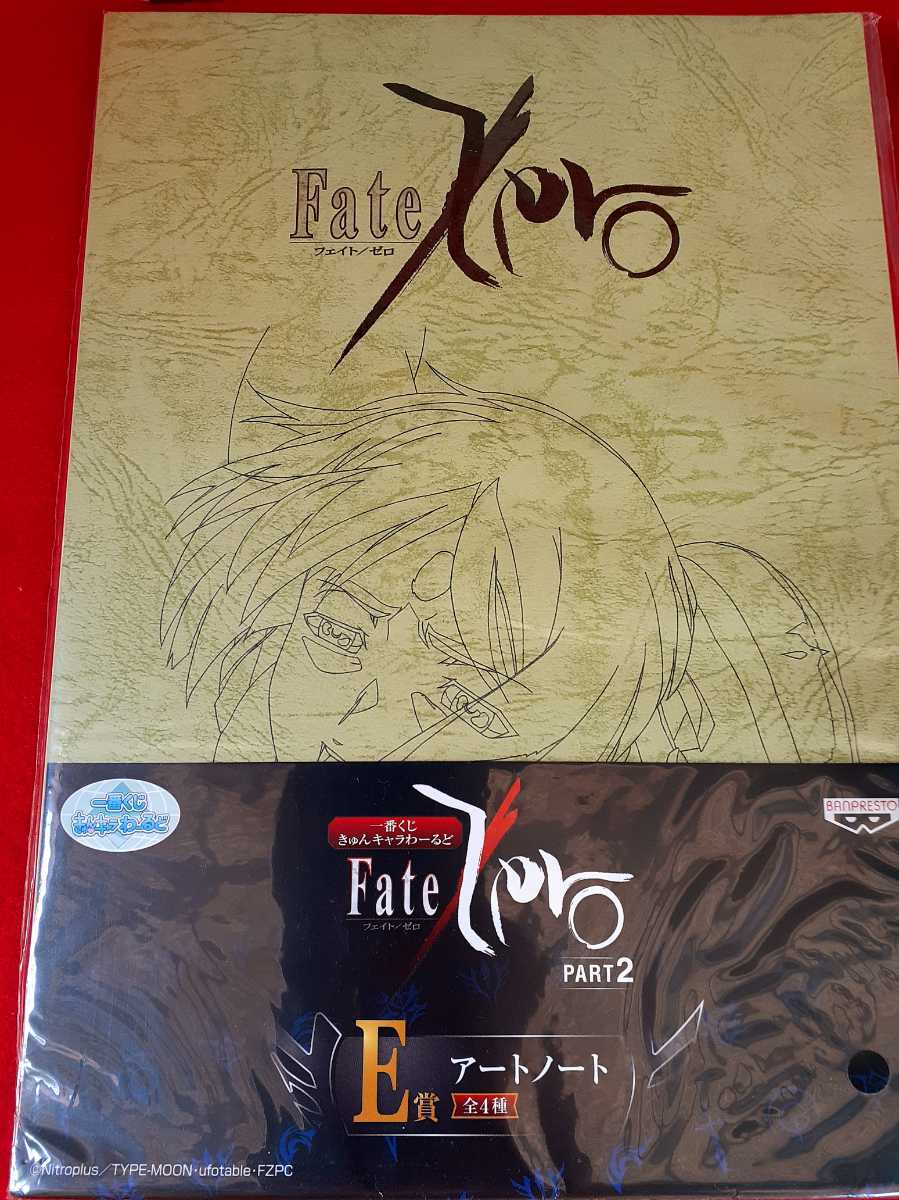 Fate/Zero
フェイト/ゼロ
一番くじ
きゅんキャラわーるど
BANPRESTO
一番くじ
きゅんキャラわーるど
Fate/Zero
フェイト/ゼロ
PART2
E賞
アートノート
全4種
©Nitroplus/TYPE-MOON・ufotable・FZPC